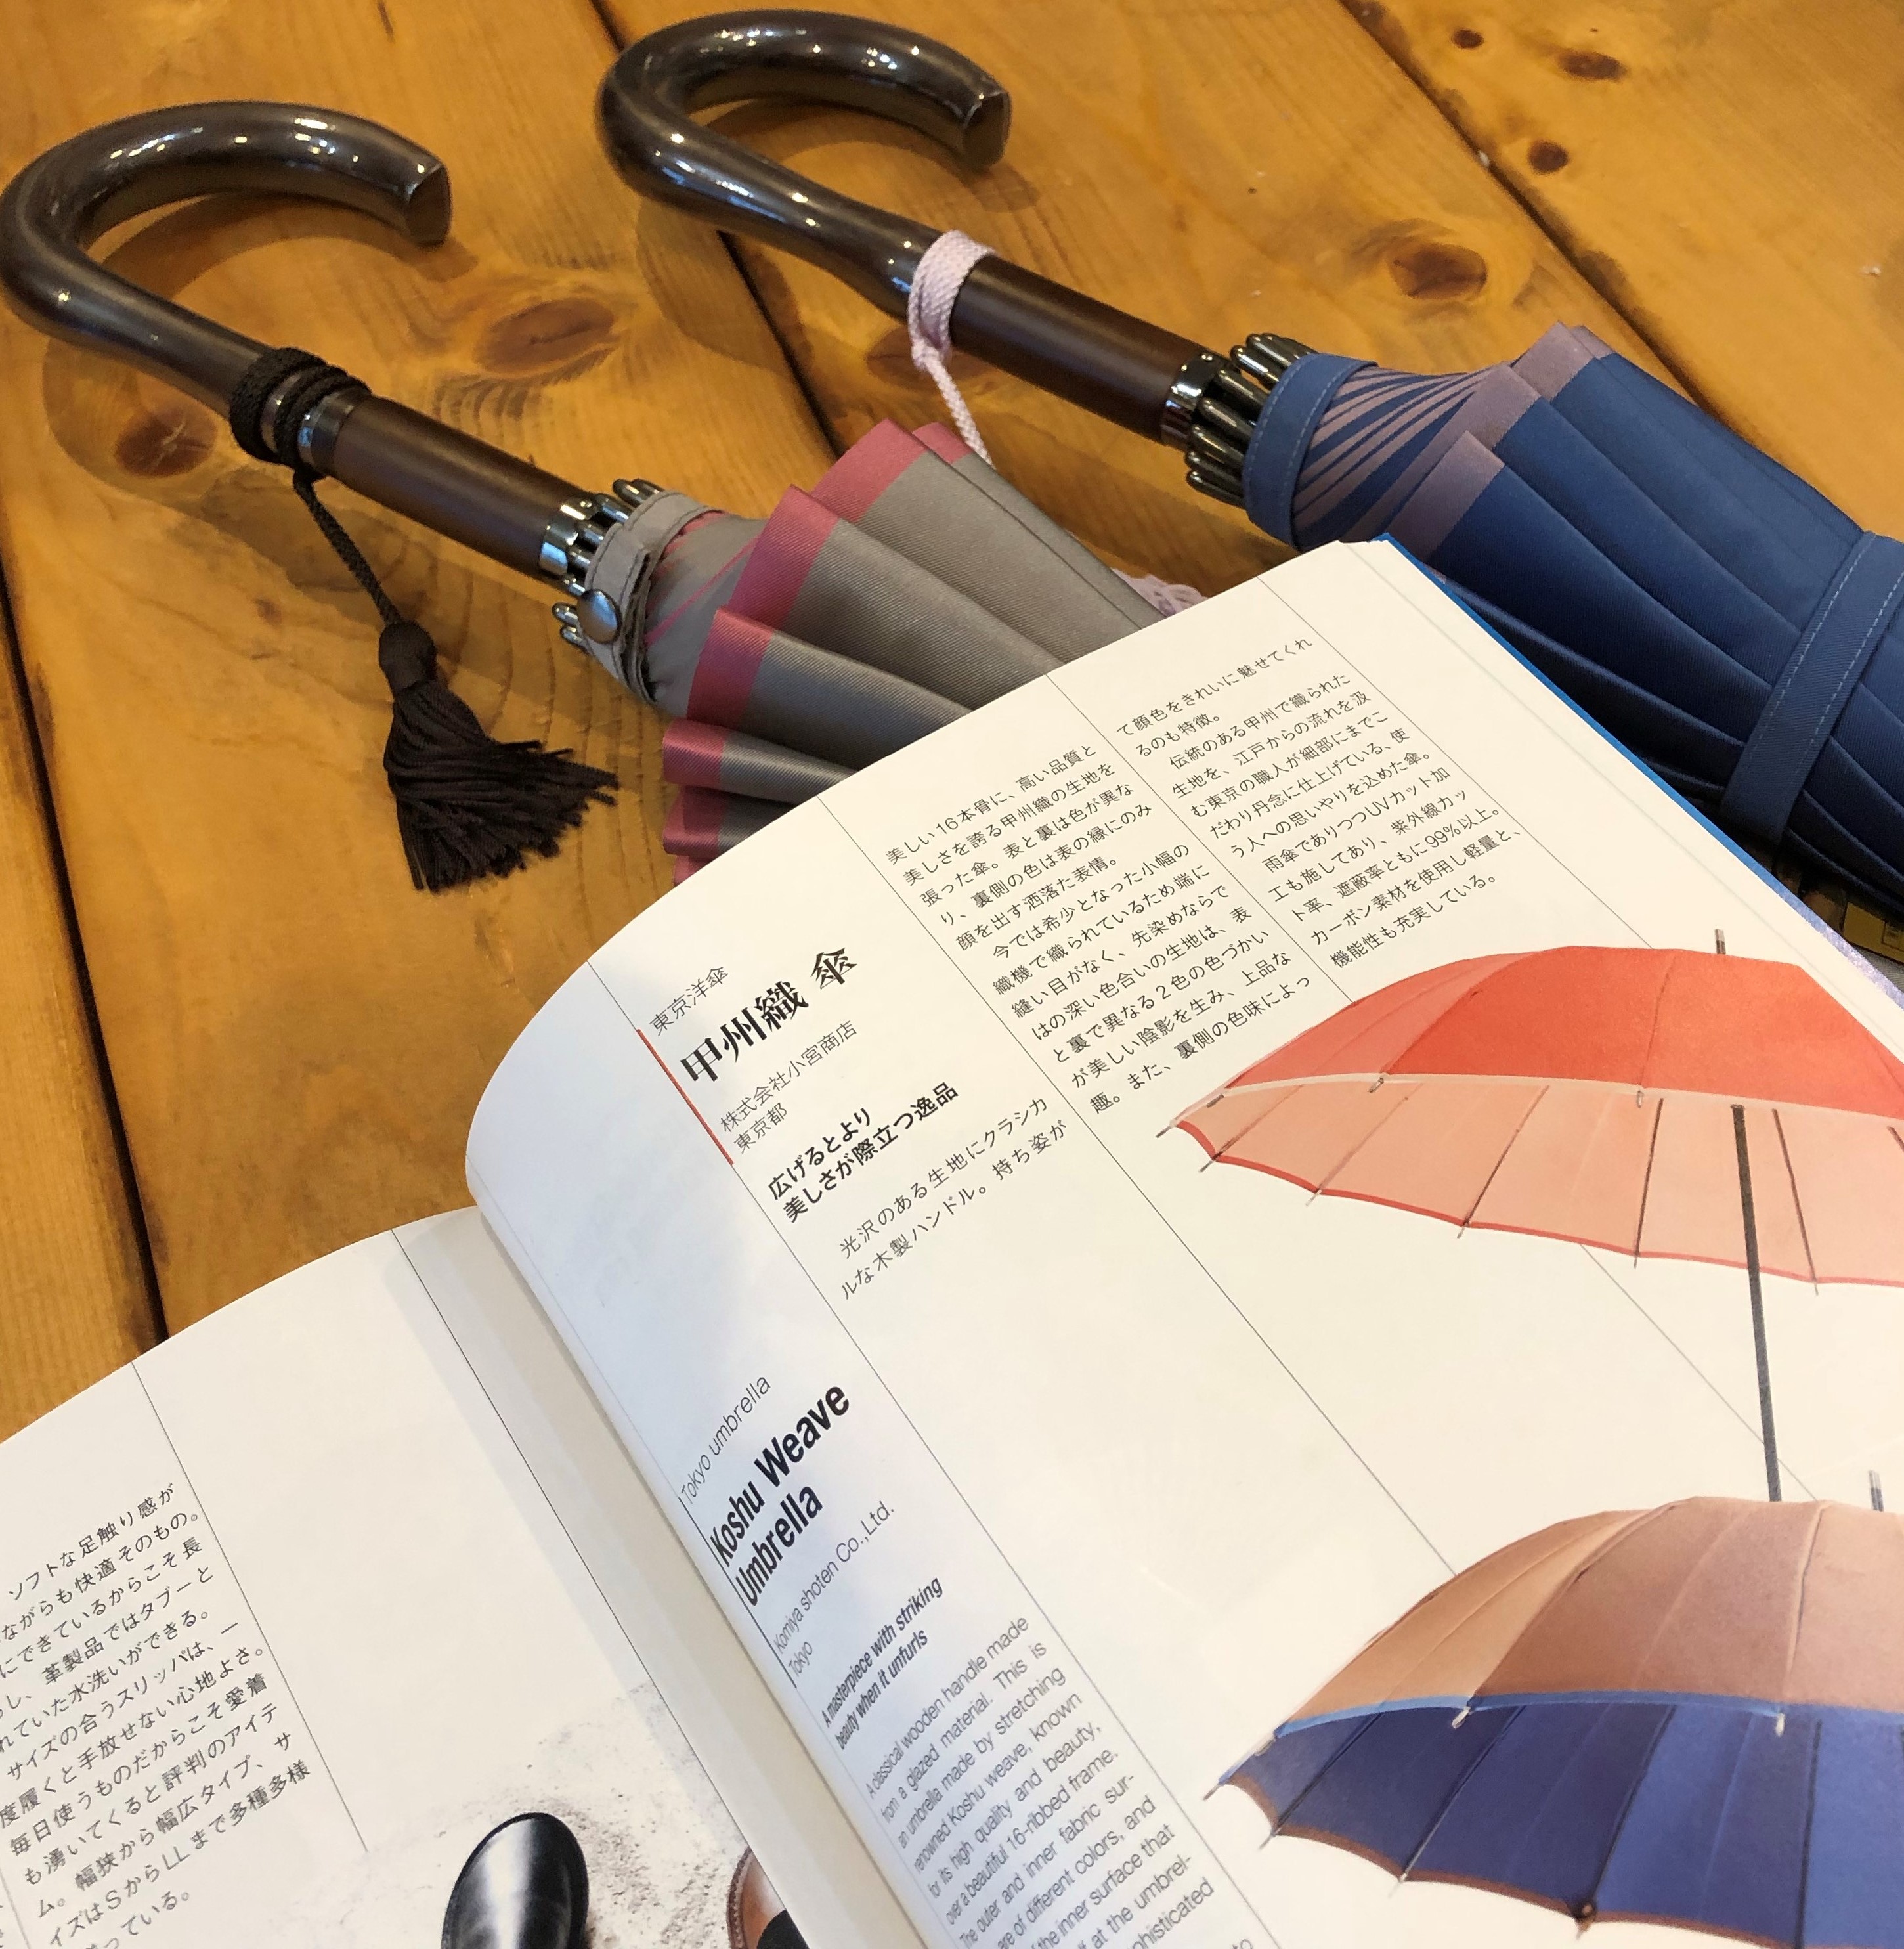 ソフトな足触り感が
ながらも快適そのもの。
にできているからこそ長
し、革製品ではタブーと
れていた水洗いができる。
サイズの合うスリッパは、一
度履くと手放せない心地よさ。
毎日使うものだからこそ愛着
も湧いてくると評判のアイテ
ム。幅狭から幅広タイプ、サ
イズはSからLLまで多種多様
っている。
東京洋傘
甲州織 傘
株式会社小宮商店
東京都
広げるとより
美しさが際立つ逸品
光沢のある生地にクラシカ
ルな木製ハンドル。持ち姿が
美しい16本骨に、高い品質と
美しさを誇る甲州織の生地を
張った傘。表と裏は色が異な
り、裏側の色は表の縁にのみ
顔を出す洒落た表情。
今では希少となった小幅の
織機で織られているため端に
縫い目がなく、先染めならで
はの深い色合いの生地は、表
と裏で異なる2色の色づかい
が美しい陰影を生み、上品な
趣。また、裏側の色味によっ
て顔色をきれいに魅せてくれ
るのも特徴。
伝統のある甲州で織られた
生地を、江戸からの流れを汲
む東京の職人が細部にまでこ
だわり丹念に仕上げている、使
う人への思いやりを込めた傘。
雨傘でありつつUVカット加
工も施してあり、紫外線カッ
ト率、遮蔽率ともに99%以上。
カーボン素材を使用し軽量と、
機能性も充実している。
Tokyo umbrella
Koshu Weave
Umbrella
Komiya shoten Co.,Ltd.
Tokyo
A masterpiece with striking
beauty when it unfurls
A classical wooden handle made
from a glazed material. This is
an umbrella made by stretching
renowned Koshu weave, known
for its high quality and beauty,
over a beautiful 16-ribbed frame.
The outer and inner fabric sur-
are of different colors, and
the inner surface that
at the umbrel-
phisticated
to